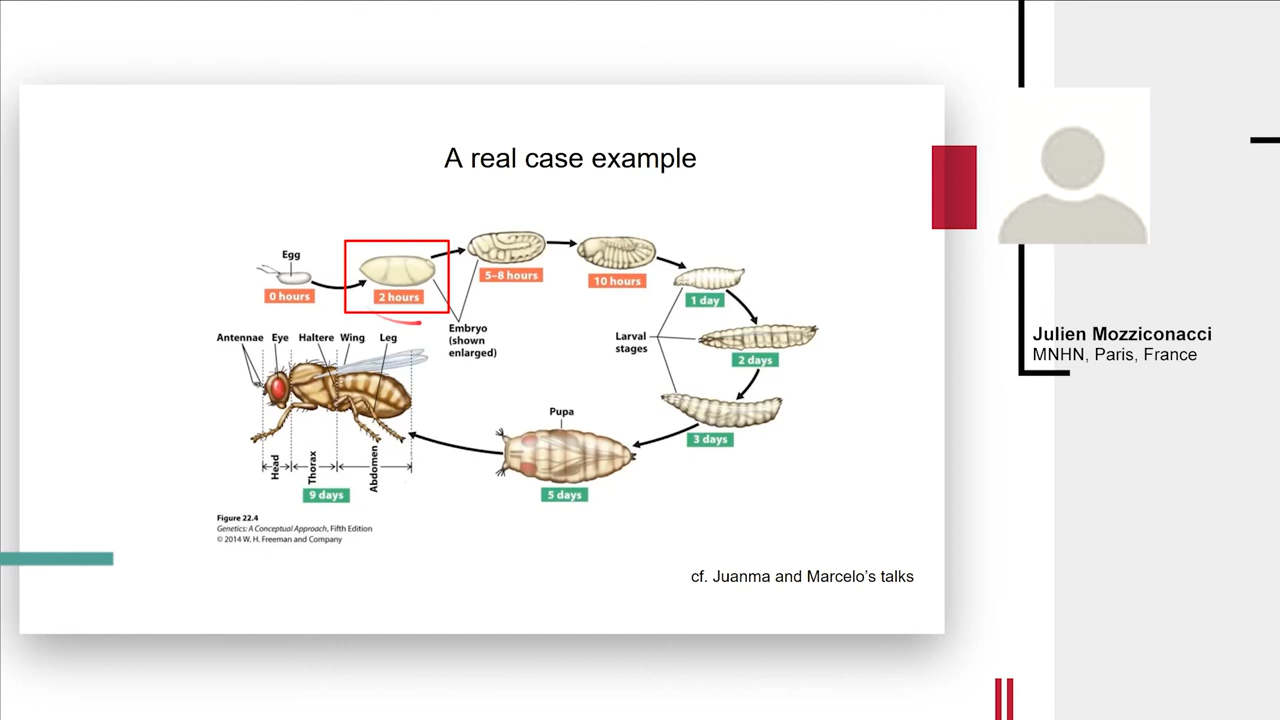 A real case example
Egg
0 hours
2 hours
5–8 hours
10 hours
1 day
Embryo
(shown
enlarged)
Larval
stages
2 days
3 days
Pupa
5 days
Antennae Eye Haltere Wing Leg
Head
Thorax
Abdomen
9 days
Figure 22.4
Genetics: A Conceptual Approach, Fifth Edition
© 2014 W. H. Freeman and Company
cf. Juanma and Marcelo’s talks
Julien Mozziconacci
MNHN, Paris, France